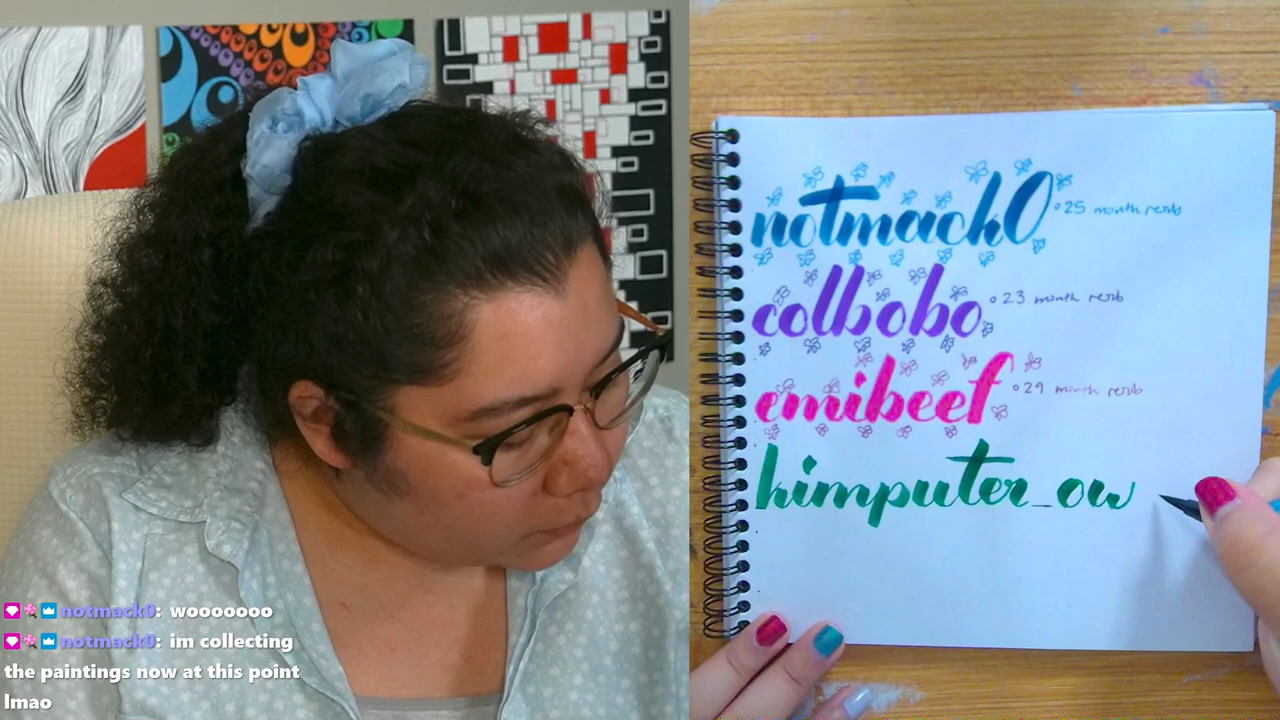 notmack0: wooooooo
notmack0: im collecting
the paintings now at this point
lmao
notmack0 25 month resub
colbobo 23 month resub
emibeef 29 month resub
kimputer_ow